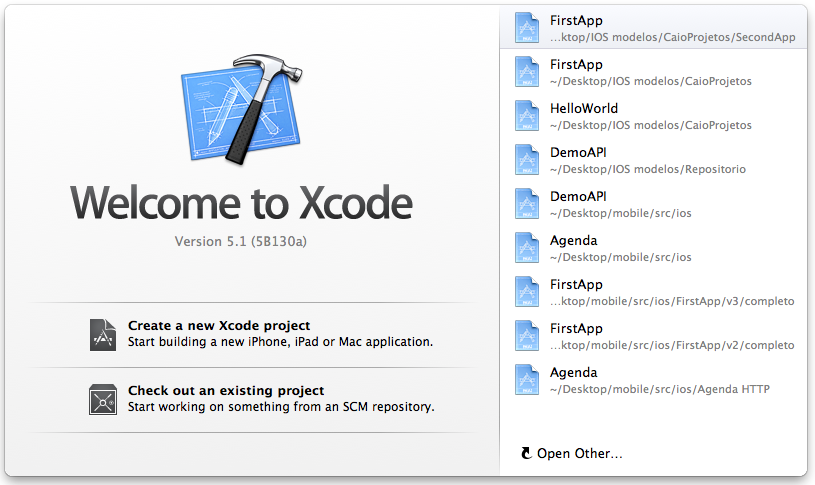 Welcome to Xcode
Version 5.1 (5B130a)
Create a new Xcode project
Start building a new iPhone, iPad or Mac application.
Check out an existing project
Start working on something from an SCM repository.
FirstApp
...ktop/IOS modelos/CaioProjetos/SecondApp
FirstApp
~/Desktop/IOS modelos/CaioProjetos
HelloWorld
~/Desktop/IOS modelos/CaioProjetos
DemoAPI
~/Desktop/IOS modelos/Repositorio
DemoAPI
~/Desktop/mobile/src/ios
Agenda
~/Desktop/mobile/src/ios
FirstApp
...ktop/mobile/src/ios/FirstApp/v3/completo
FirstApp
...ktop/mobile/src/ios/FirstApp/v2/completo
Agenda
~/Desktop/mobile/src/ios/Agenda HTTP
Open Other...